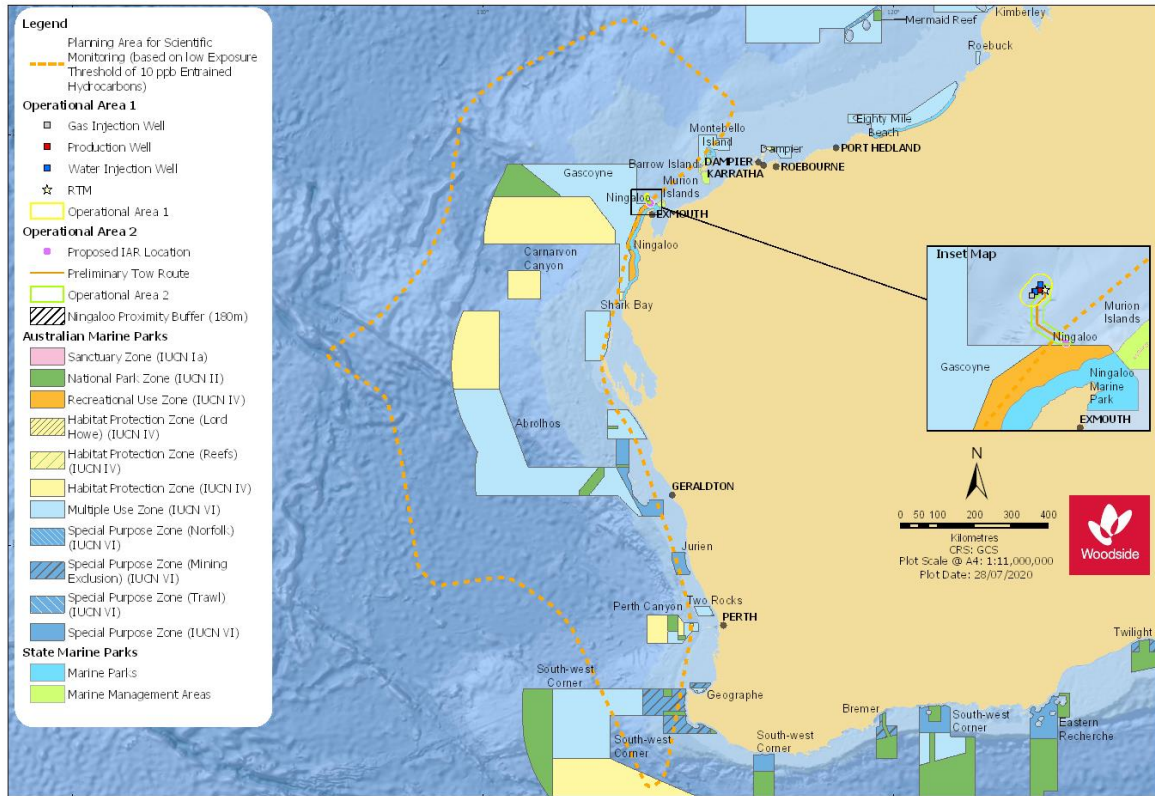 Legend
Planning Area for Scientific
Monitoring (based on low Exposure
Threshold of 10 ppb Entrained
Hydrocarbons)
Operational Area 1
Gas Injection Well
Production Well
Water Injection Well
RTM
Operational Area 1
Operational Area 2
Proposed IAR Location
Preliminary Tow Route
Operational Area 2
Ningaloo Proximity Buffer (180m)
Australian Marine Parks
Sanctuary Zone (IUCN Ia)
National Park Zone (IUCN II)
Recreational Use Zone (IUCN IV)
Habitat Protection Zone (Lord
Howe) (IUCN IV)
Habitat Protection Zone (Reefs)
(IUCN IV)
Habitat Protection Zone (IUCN IV)
Multiple Use Zone (IUCN VI)
Special Purpose Zone (Norfolk)
(IUCN VI)
Special Purpose Zone (Mining
Exclusion) (IUCN VI)
Special Purpose Zone (Trawl)
(IUCN VI)
Special Purpose Zone (IUCN VI)
State Marine Parks
Marine Parks
Marine Management Areas
120°
Kimberley
Mermaid Reef
Roebuck
Eighty Mile
Beach
Montebello
Island
Dampier
PORT HEDLAND
Barrow Island
DAMPIER
ROEBOURNE
KARRATHA
Gascoyne
Murion
Islands
Ningaloo
EXMOUTH
Ningaloo
Carnarvon
Canyon
Shark Bay
Abrolhos
GERALDTON
Jurien
Two Rocks
Perth Canyon
PERTH
South-west
Corner
Geographe
South-west
Corner
South-west
Corner
Bremer
South-west
Corner
Eastern
Recherche
Twilight
Inset Map
Murion
Islands
Ningaloo
Gascoyne
Ningaloo
Marine
Park
EXMOUTH
N
0 50 100 200 300 400
Kilometres
CRS: GCS
Plot Scale @ A4: 1:11,000,000
Plot Date: 28/07/2020
Woodside